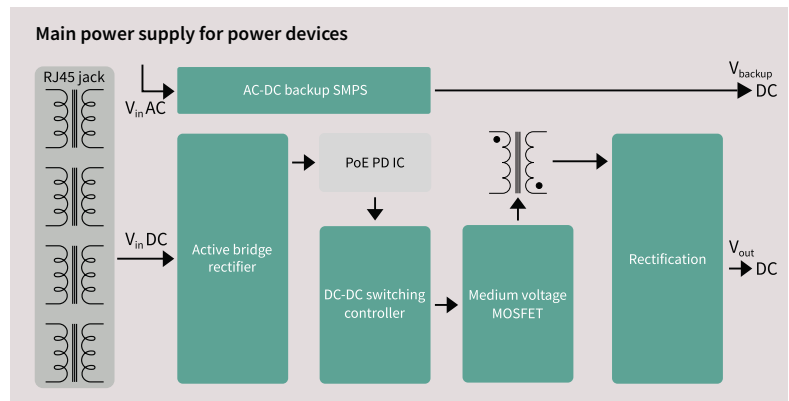 Main power supply for power devices
RJ45 jack
Vin AC
AC-DC backup SMPS
Vbackup
DC
Vin DC
Active bridge
rectifier
PoE PD IC
DC-DC switching
controller
Medium voltage
MOSFET
Rectification
Vout
DC